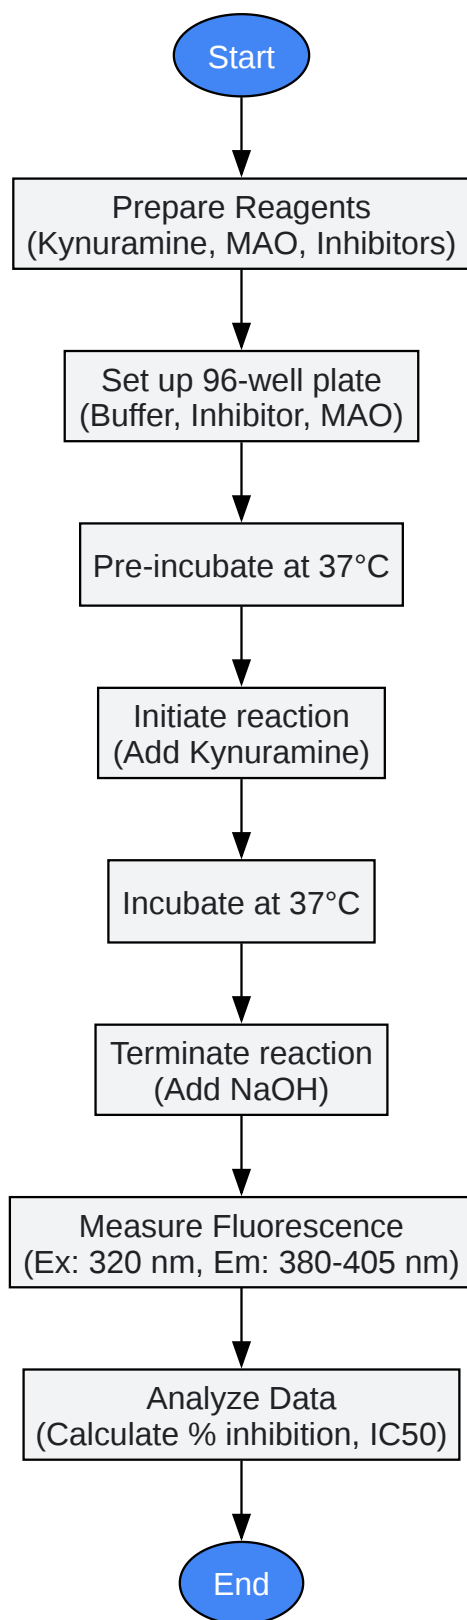 Start
Prepare Reagents
(Kynuramine, MAO, Inhibitors)
Set up 96-well plate
(Buffer, Inhibitor, MAO)
Pre-incubate at 37°C
Initiate reaction
(Add Kynuramine)
Incubate at 37°C
Terminate reaction
(Add NaOH)
Measure Fluorescence
(Ex: 320 nm, Em: 380-405 nm)
Analyze Data
(Calculate % inhibition, IC50)
End